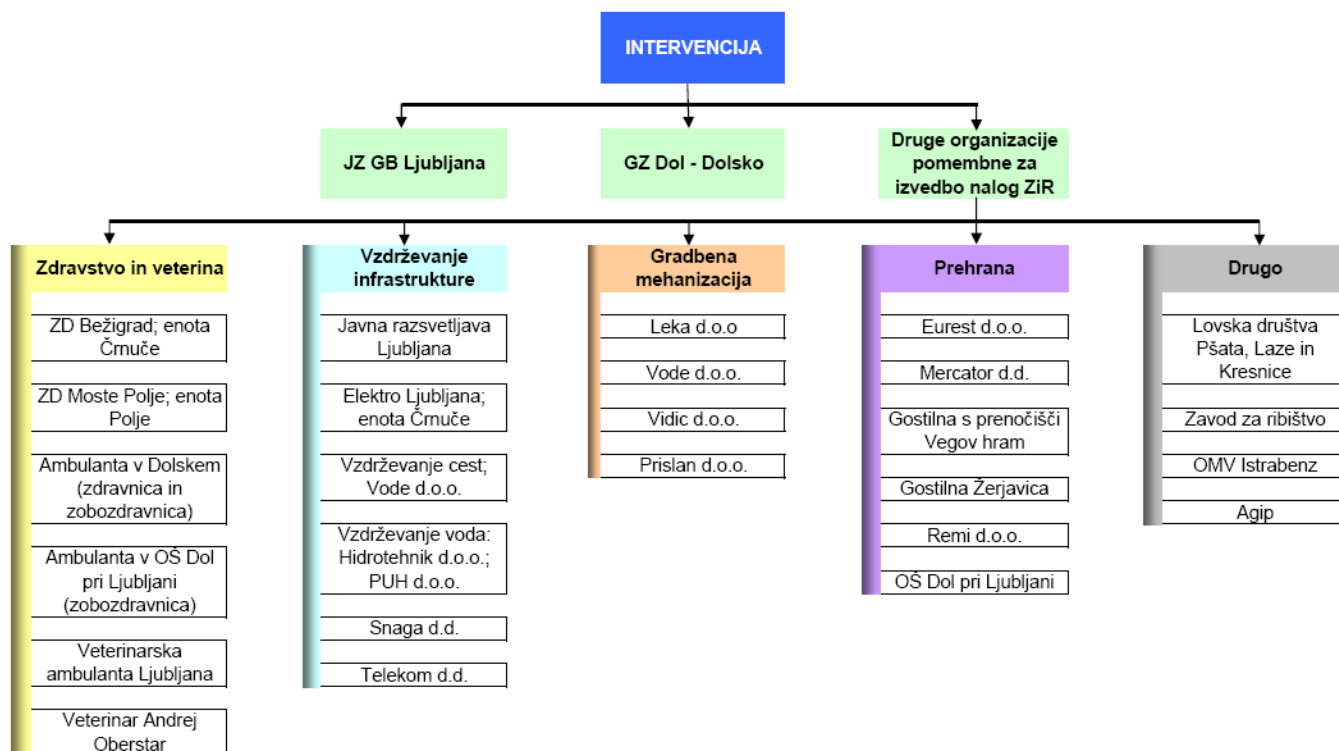 INTERVENCIJA
JZ GB Ljubljana
GZ Dol - Dolsko
Druge organizacije
pomembne za
izvedbo nalog ZiR
Zdravstvo in veterina
ZD Bežigrad; enota
Črnuče
ZD Moste Polje; enota
Polje
Ambulanta v Dolskem
(zdravnica in
zobozdravnica)
Ambulanta v OŠ Dol
pri Ljubljani
(zobozdravnica)
Veterinarska
ambulanta Ljubljana
Veterinar Andrej
Oberstar
Vzdrževanje
infrastrukture
Javna razsvetljava
Ljubljana
Elektro Ljubljana;
enota Črnuče
Vzdrževanje cest;
Vode d.o.o.
Vzdrževanje voda:
Hidrotehnik d.o.o.;
PUH d.o.o.
Snaga d.d.
Telekom d.d.
Gradbena
mehanizacija
Leka d.o.o
Vode d.o.o.
Vidic d.o.o.
Prislan d.o.o.
Prehrana
Eurest d.o.o.
Mercator d.d.
Gostilna s prenočišči
Vegov hram
Gostilna Žerjavica
Remi d.o.o.
OŠ Dol pri Ljubljani
Drugo
Lovska društva
Pšata, Laze in
Kresnice
Zavod za ribištvo
OMV Istrabenz
Agip